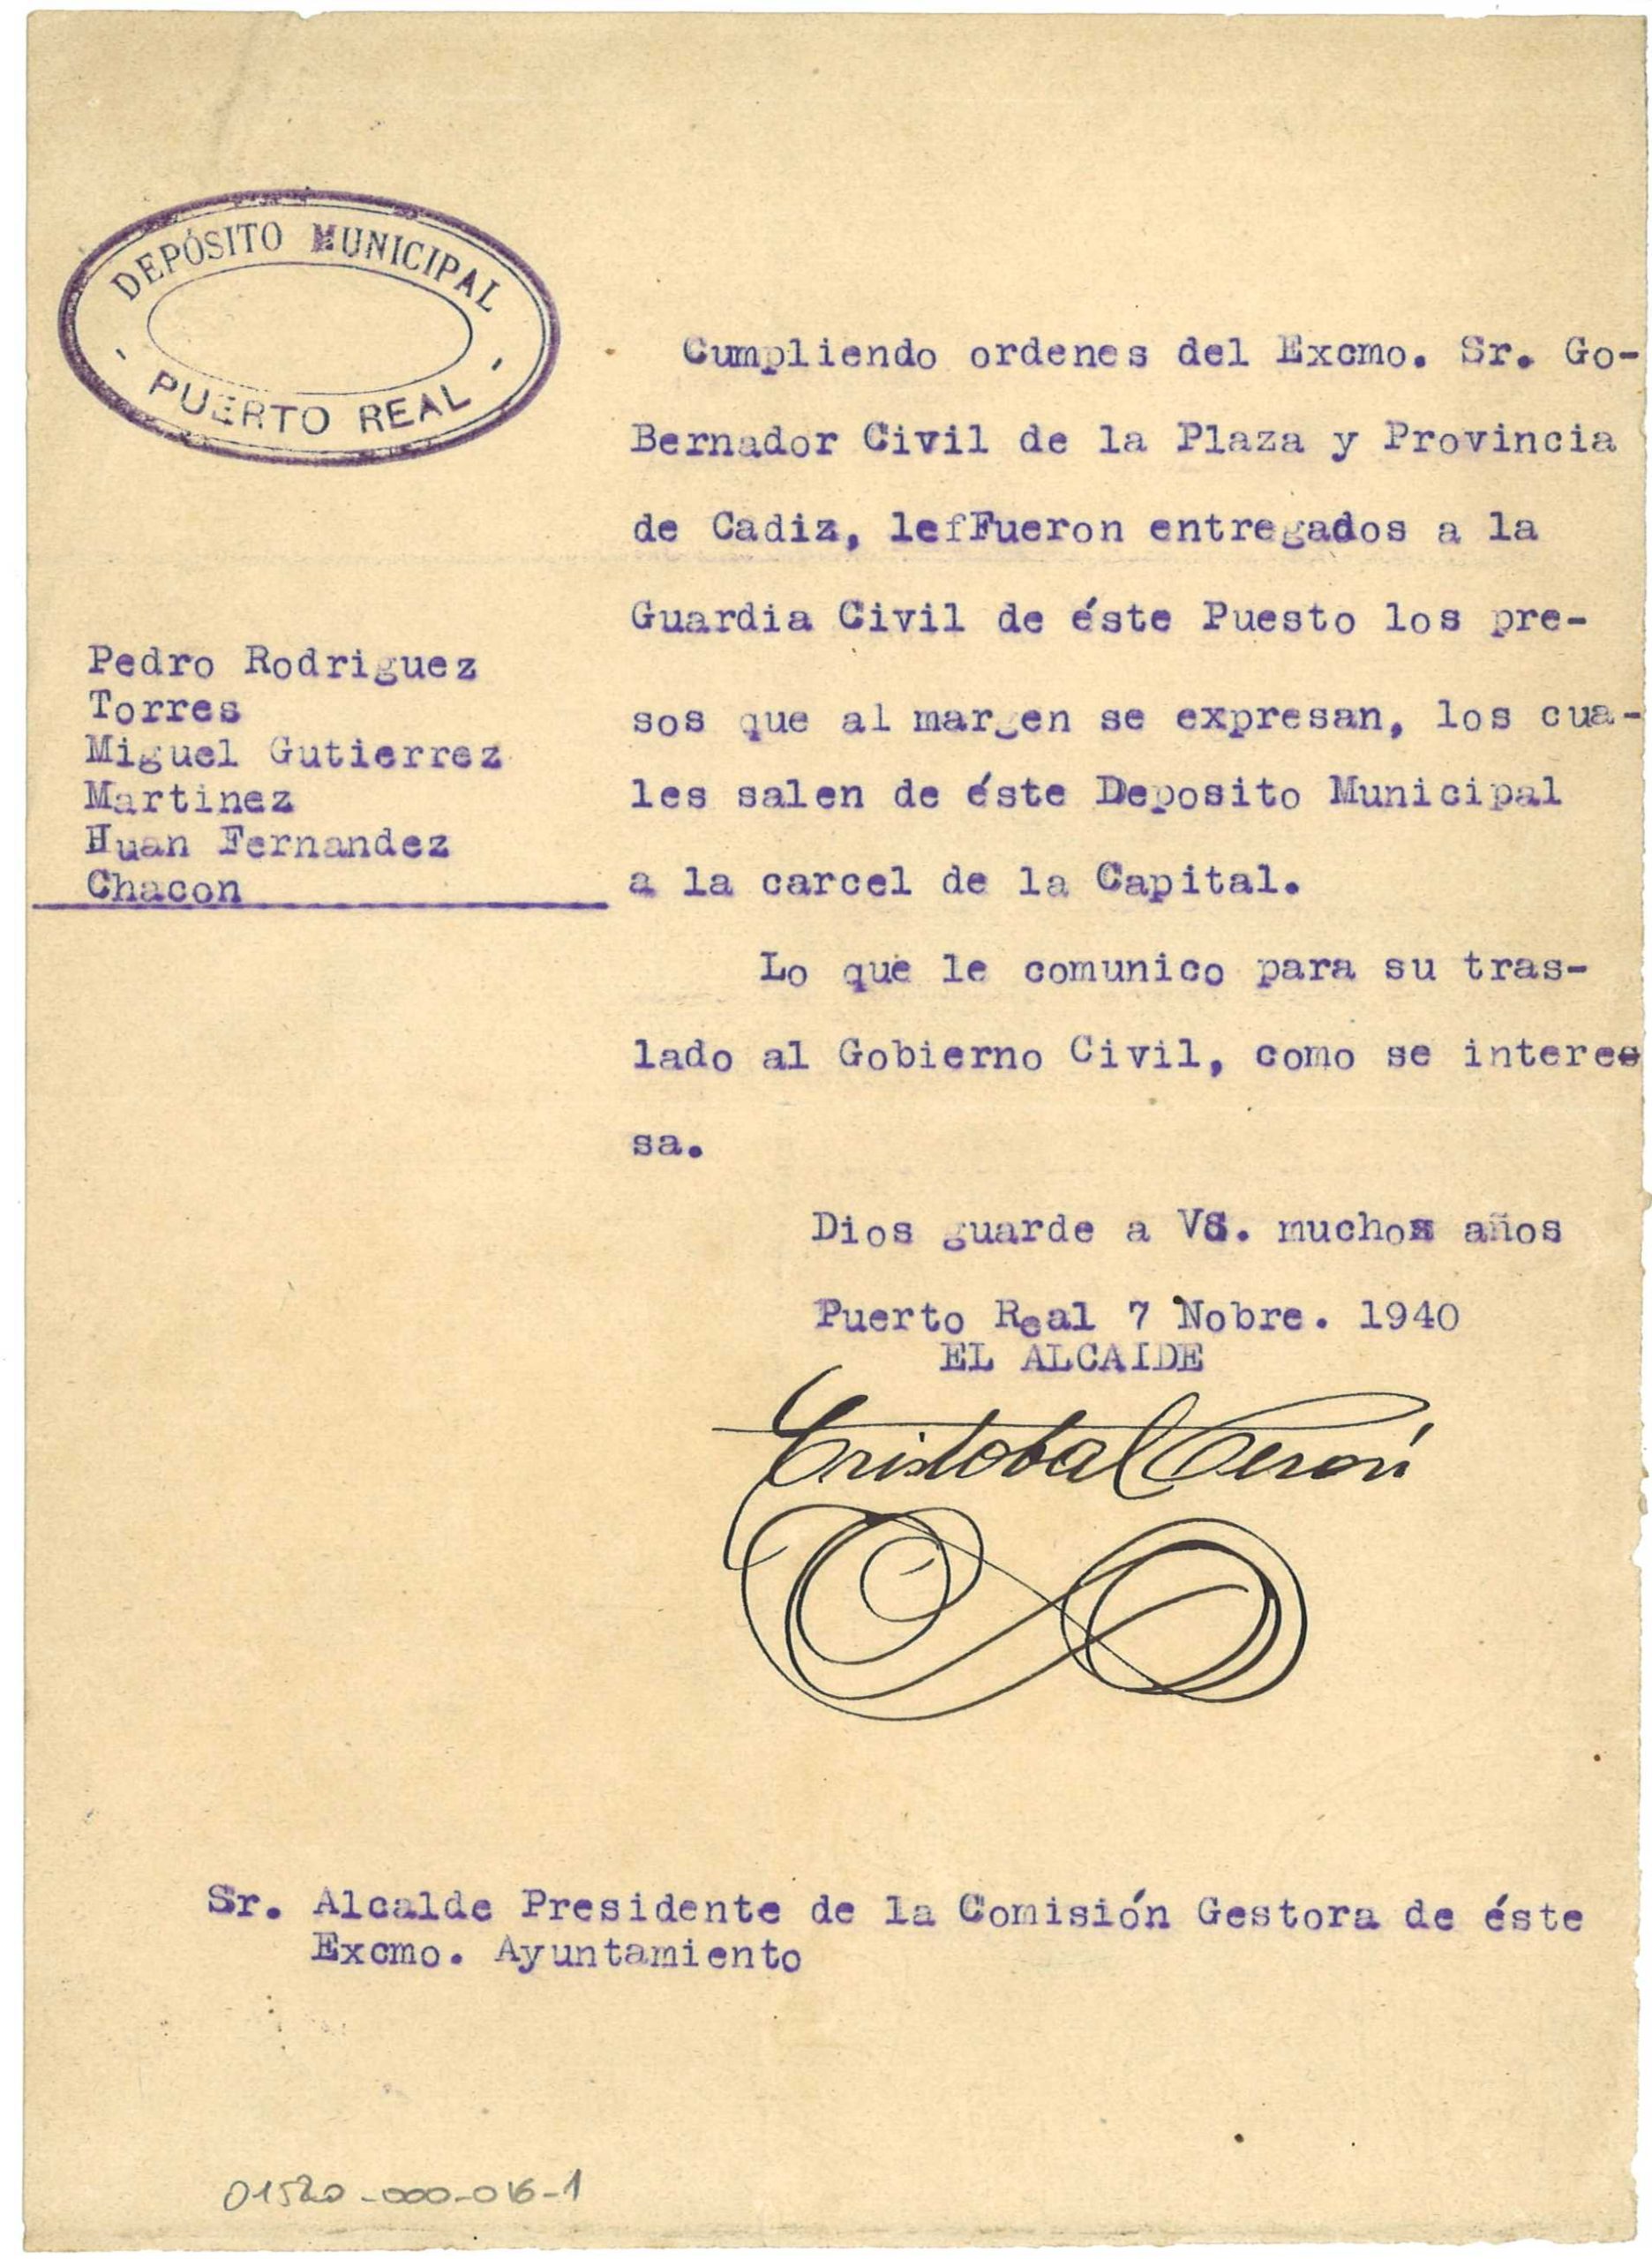 DEPÓSITO MUNICIPAL
PUERTO REAL
Cumpliendo ordenes del Excmo. Sr. Go-
Bernador Civil de la Plaza y Provincia
de Cadiz, lefFueron entregados a la
Guardia Civil de éste Puesto los pre-
sos que al margen se expresan, los cua-
les salen de éste Deposito Municipal
a la carcel de la Capital.
Pedro Rodriguez
Torres
Miguel Gutierrez
Martinez
Huan Fernandez
Chacon
Lo que le comunico para su tras-
lado al Gobierno Civil, como se interes
sa.
Dios guarde a VS. muchos años
Puerto Real 7 Nobre. 1940
EL ALCAIDE
Cristobal Ceron
Sr. Alcalde Presidente de la Comisión Gestora de éste
Excmo. Ayuntamiento
01520-000-016-1